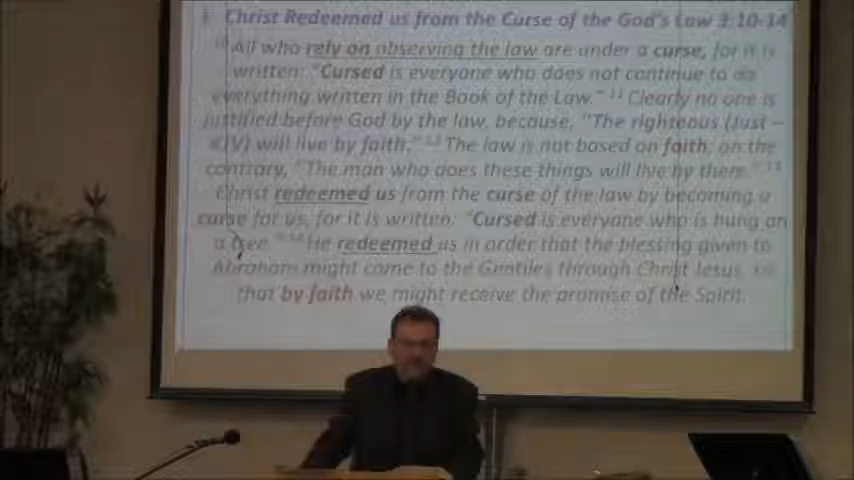 Christ Redeemed us from the Curse of the God's Law 3:10-14
10 All who rely on observing the law are under a curse, for it is
written: "Cursed is everyone who does not continue to do
everything written in the Book of the Law." 11 Clearly no one is
justified before God by the law, because, "The righteous (Just –
KJV) will live by faith." 12 The law is not based on faith; on the
contrary, "The man who does these things will live by them." 13
Christ redeemed us from the curse of the law by becoming a
curse for us, for it is written: "Cursed is everyone who is hung on
a tree." 14 He redeemed us in order that the blessing given to
Abraham might come to the Gentiles through Christ Jesus, so
that by faith we might receive the promise of the Spirit.